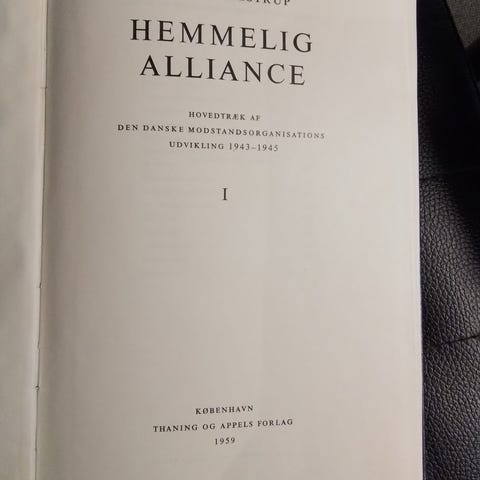 HEMMELIG
ALLIANCE
HOVEDTRÆK AF
DEN DANSKE MODSTANDSORGANISATIONS
UDVIKLING 1943–1945
I
KØBENHAVN
THANING OG APPELS FORLAG
1959